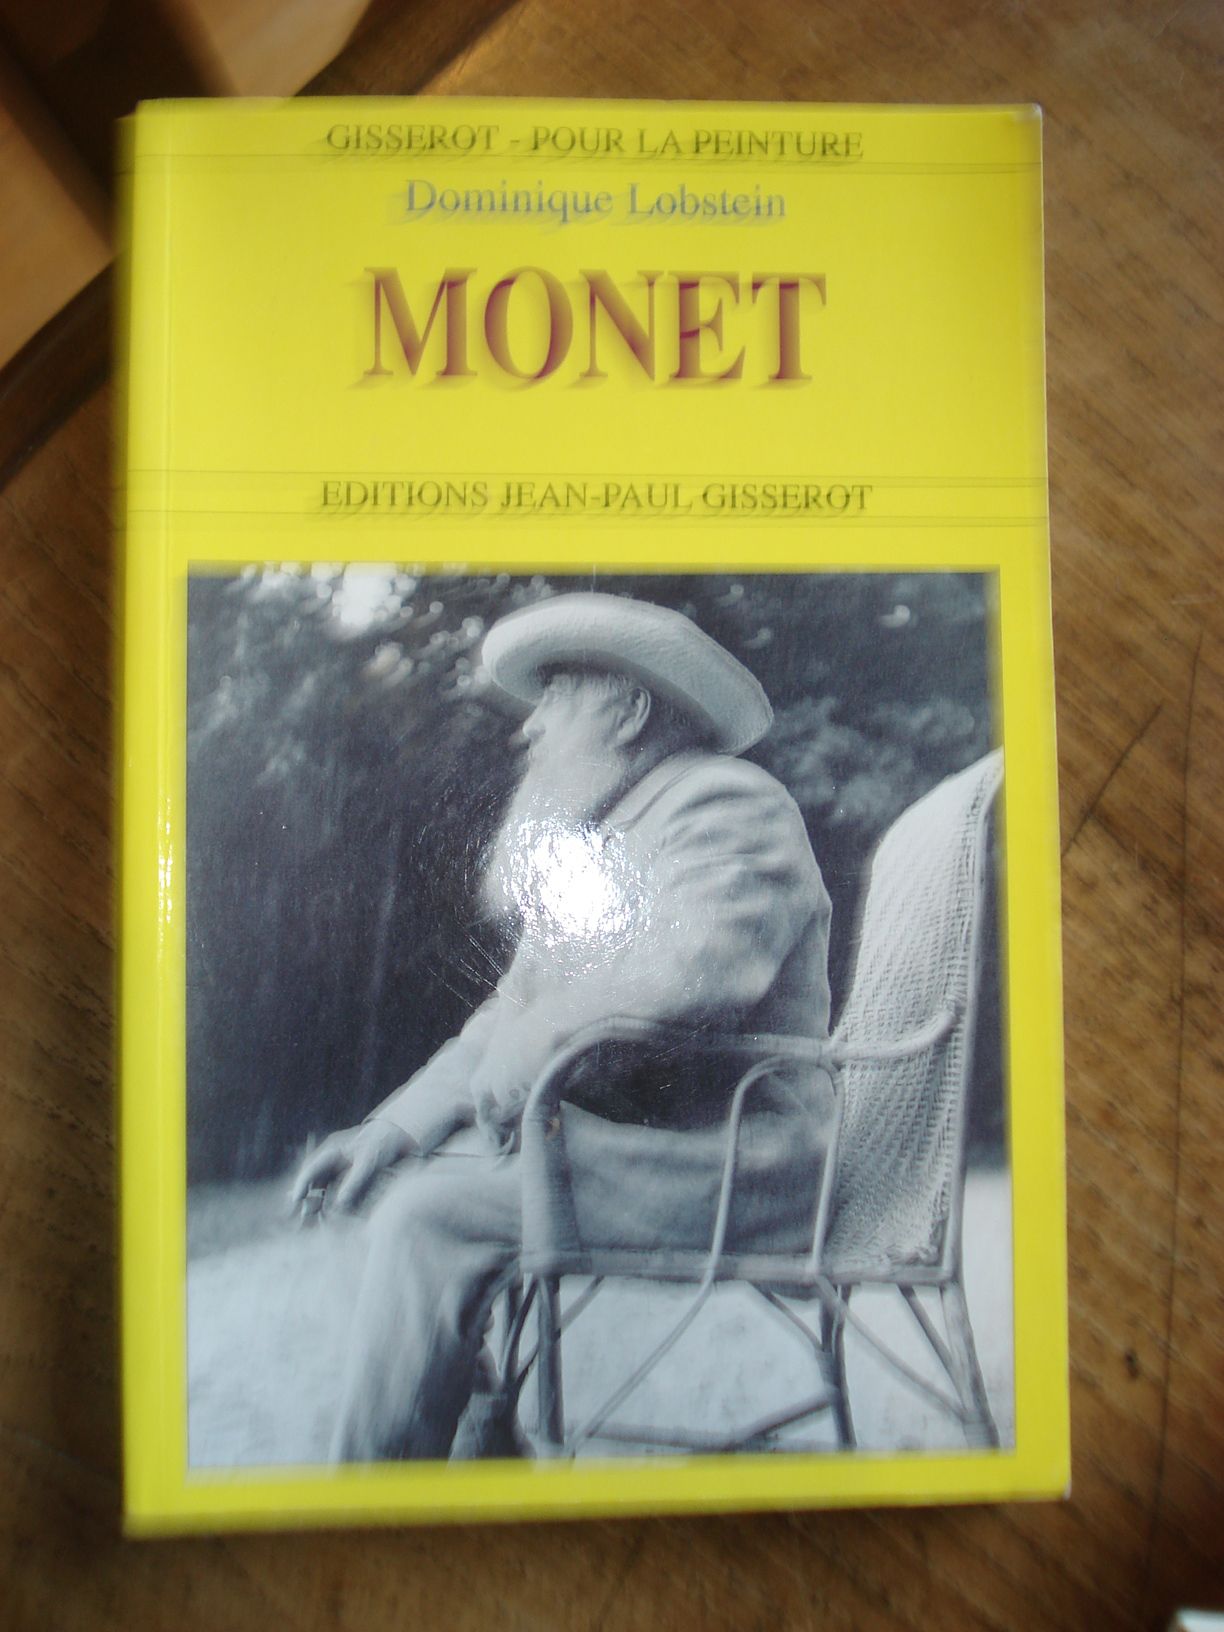 GISSEROT - POUR LA PEINTURE
Dominique Lobstein
MONET
EDITIONS JEAN-PAUL GISSEROT